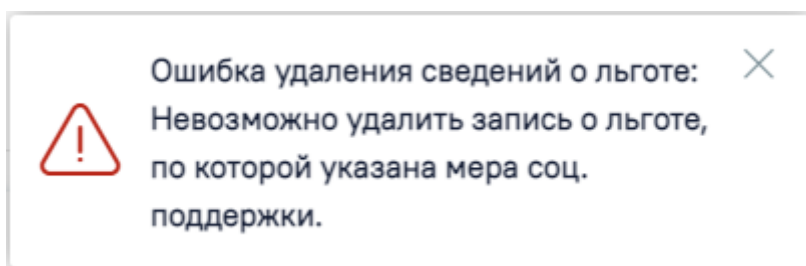 Ошибка удаления сведений о льготе:
Невозможно удалить запись о льготе,
по которой указана мера соц.
поддержки.